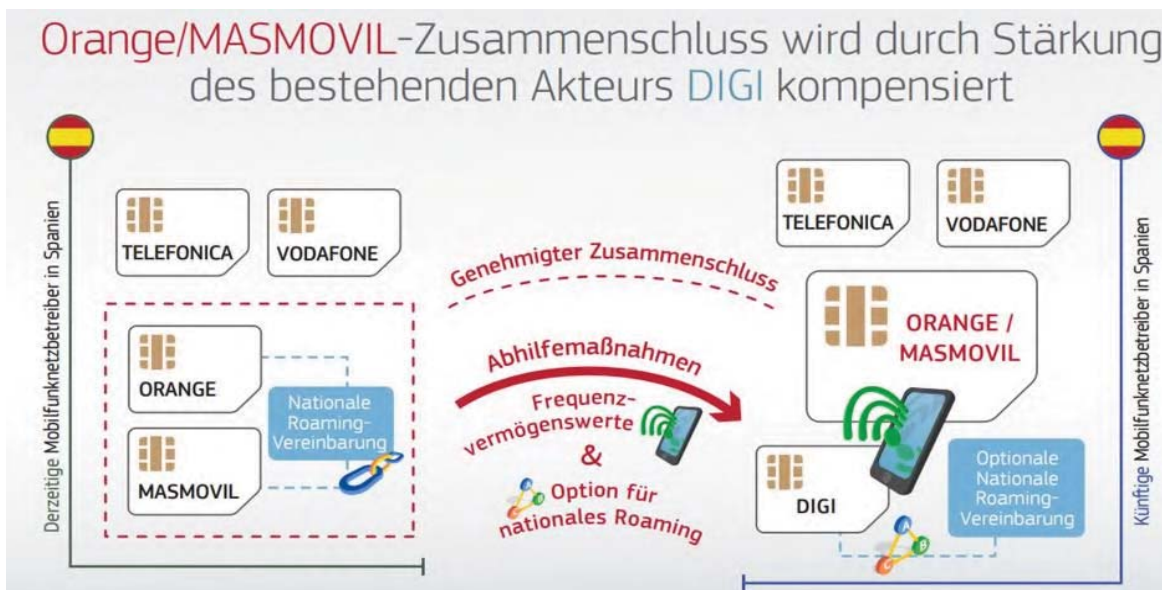 Orange/MASMOVIL-Zusammenschluss wird durch Stärkung
des bestehenden Akteurs DIGI kompensiert
Derzeitige Mobilfunknetzbetreiber in Spanien
TELEFONICA
VODAFONE
ORANGE
MASMOVIL
Nationale
Roaming-
Vereinbarung
Genehmigter Zusammenschluss
Abhilfemaßnahmen
Frequenz-
vermögenswerte
&
Option für
nationales Roaming
TELEFONICA
VODAFONE
ORANGE /
MASMOVIL
DIGI
Optionale
Nationale
Roaming-
Vereinbarung
A
B
C
Künftige Mobilfunknetzbetreiber in Spanien